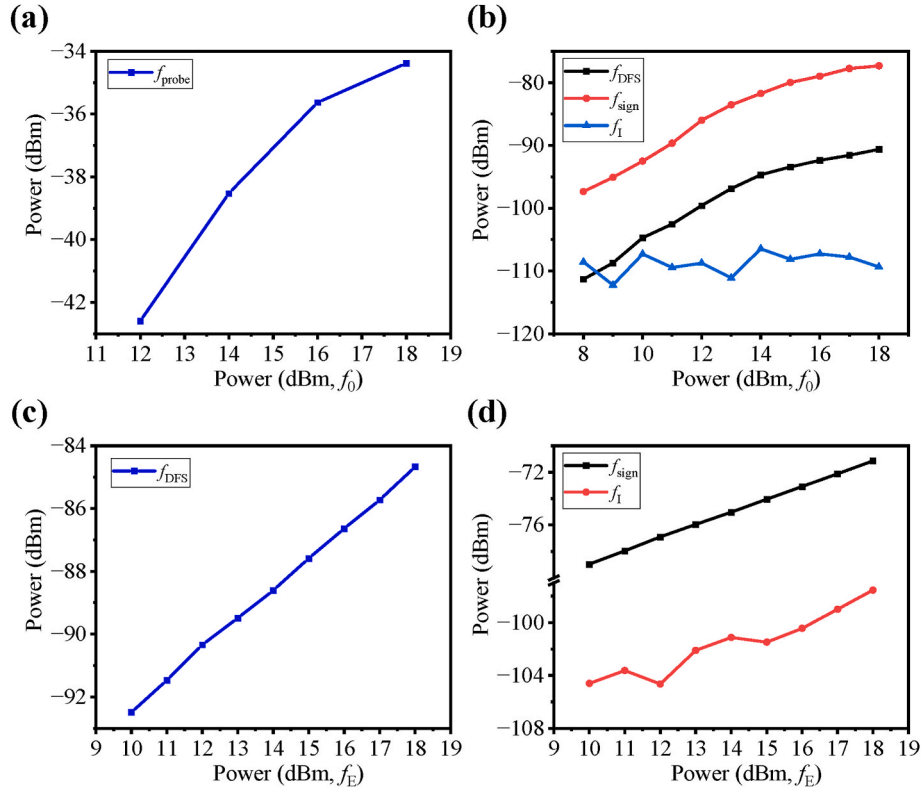 (a)
−34
−36
−38
−40
−42
Power (dBm)
f_probe
11 12 13 14 15 16 17 18 19
Power (dBm, f_0)
(b)
−80
−90
−100
−110
−120
Power (dBm)
f_DFS
f_sign
f_I
8 10 12 14 16 18
Power (dBm, f_0)
(c)
−84
−86
−88
−90
−92
Power (dBm)
f_DFS
9 10 11 12 13 14 15 16 17 18 19
Power (dBm, f_E)
(d)
−72
−76
−100
−104
−108
Power (dBm)
f_sign
f_I
9 10 11 12 13 14 15 16 17 18 19
Power (dBm, f_E)